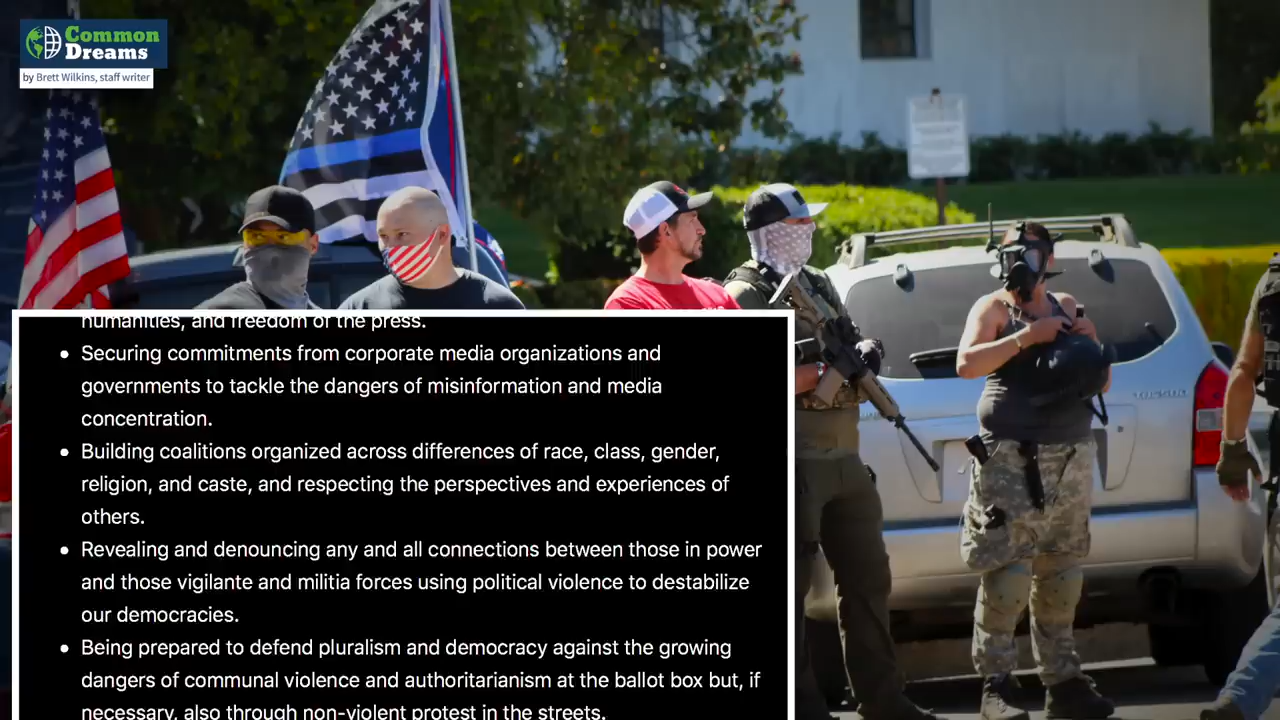 Common
Dreams
by Brett Wilkins, staff writer
humanities, and freedom of the press.
• Securing commitments from corporate media organizations and
governments to tackle the dangers of misinformation and media
concentration.
• Building coalitions organized across differences of race, class, gender,
religion, and caste, and respecting the perspectives and experiences of
others.
• Revealing and denouncing any and all connections between those in power
and those vigilante and militia forces using political violence to destabilize
our democracies.
• Being prepared to defend pluralism and democracy against the growing
dangers of communal violence and authoritarianism at the ballot box but, if
necessary, also through non-violent protest in the streets.
TUCSON